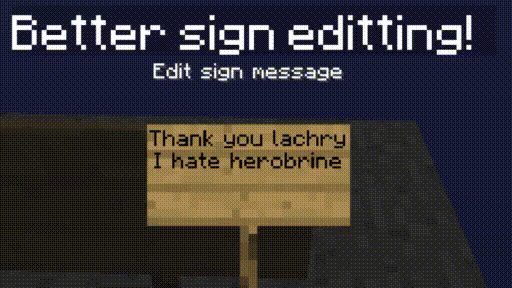 Better sign editting!
Edit sign message
Thank you lachry
I hate herobrine